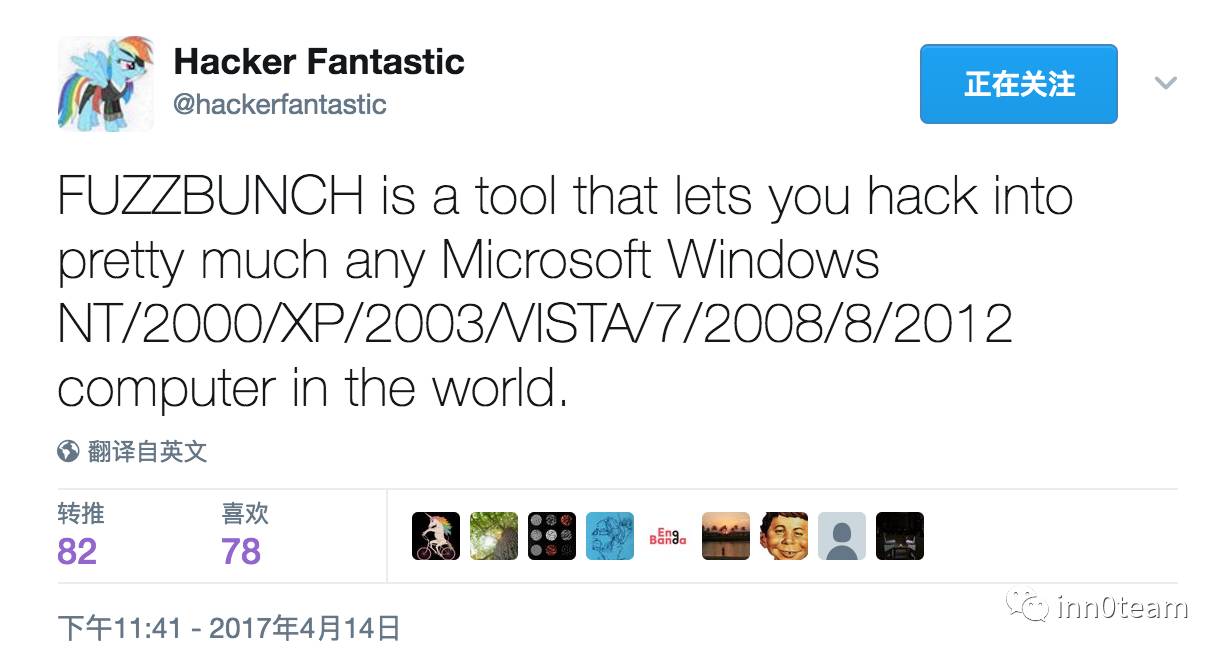 Hacker Fantastic
@hackerfantastic
正在关注
FUZZBUNCH is a tool that lets you hack into
pretty much any Microsoft Windows
NT/2000/XP/2003/VISTA/7/2008/8/2012
computer in the world.
翻译自英文
转推 喜欢
82 78
Eng
Banda
下午11:41 - 2017年4月14日
inn0team